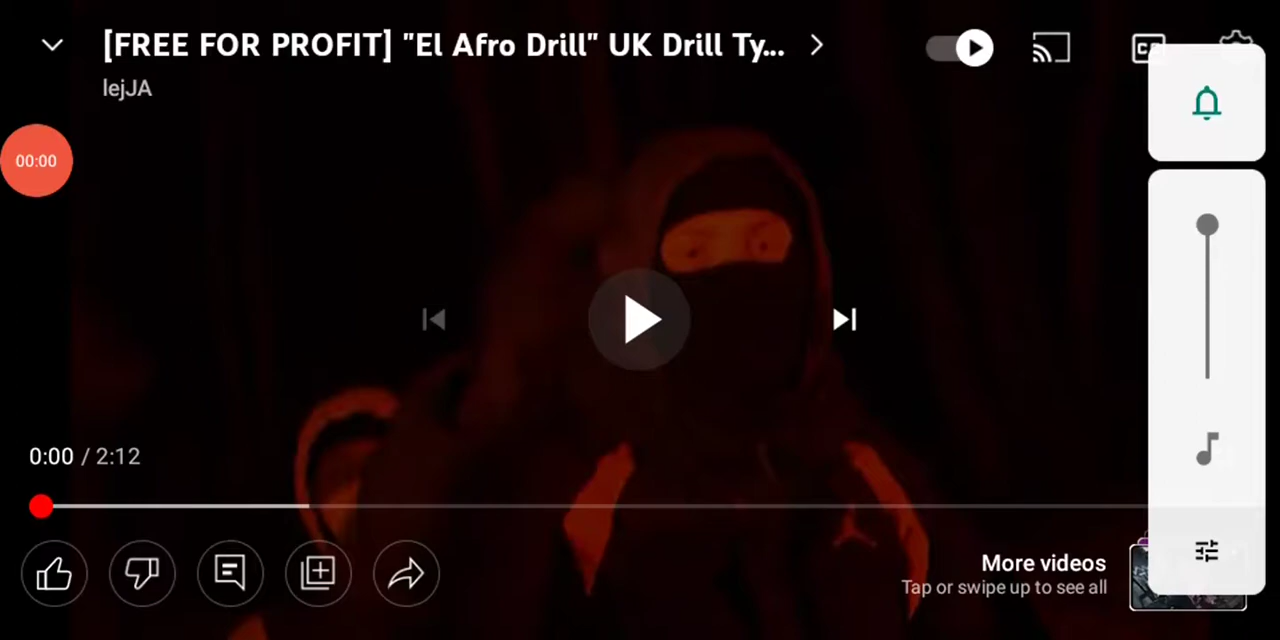 [FREE FOR PROFIT] "El Afro Drill" UK Drill Ty...
lejJA
00:00
0:00 / 2:12
More videos
Tap or swipe up to see all